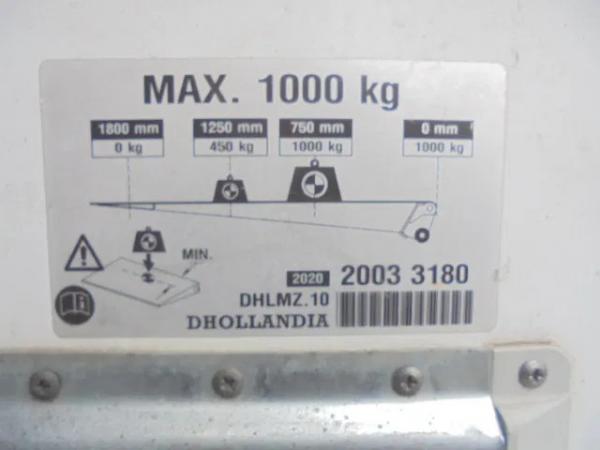 MAX. 1000 kg
1800 mm 1250 mm 750 mm 0 mm
0 kg 450 kg 1000 kg 1000 kg
MIN.
2020 2003 3180
DHLMZ.10
DHOLLANDIA